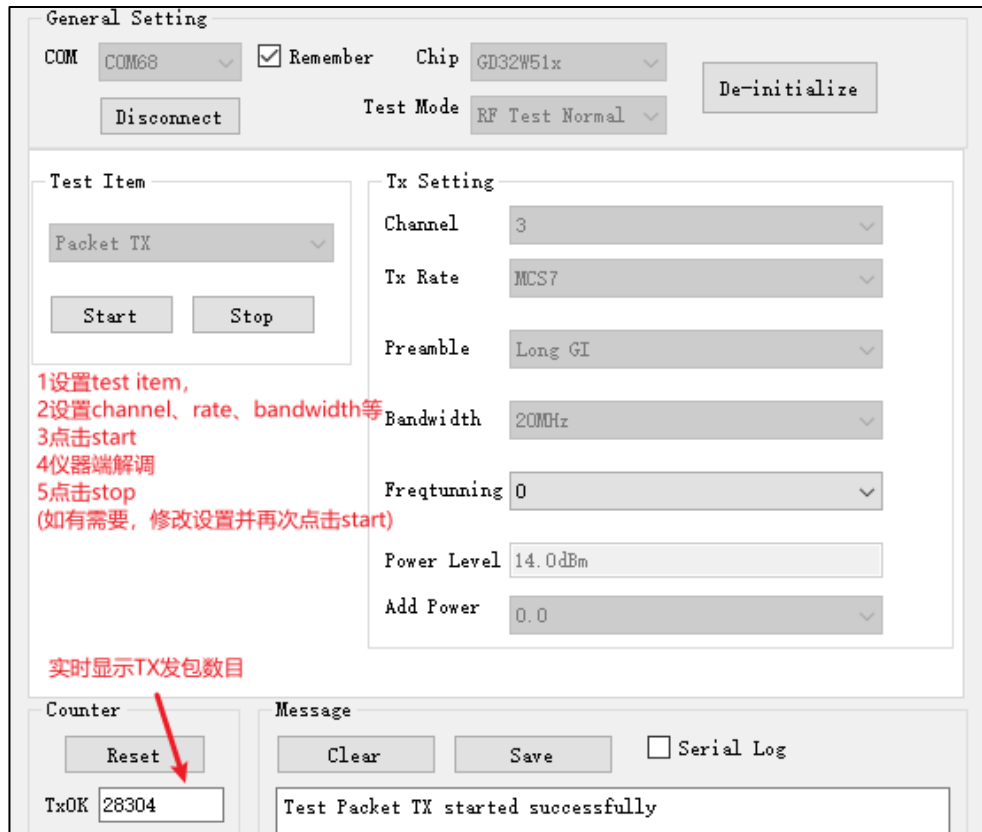 General Setting
COM COM68 Remember Chip GD32W51x De-initialize
Disconnect Test Mode RF Test Normal
Test Item
Packet TX
Start Stop
Tx Setting
Channel 3
Tx Rate MCS7
Preamble Long GI
Bandwidth 20MHz
Freqtunning 0
Power Level 14.0dBm
Add Power 0.0
1设置test item,
2设置channel、rate、bandwidth等
3点击start
4仪器端解调
5点击stop
(如有需要，修改设置并再次点击start)
实时显示TX发包数目
Counter
Reset
TxOK 28304
Message
Clear Save Serial Log
Test Packet TX started successfully